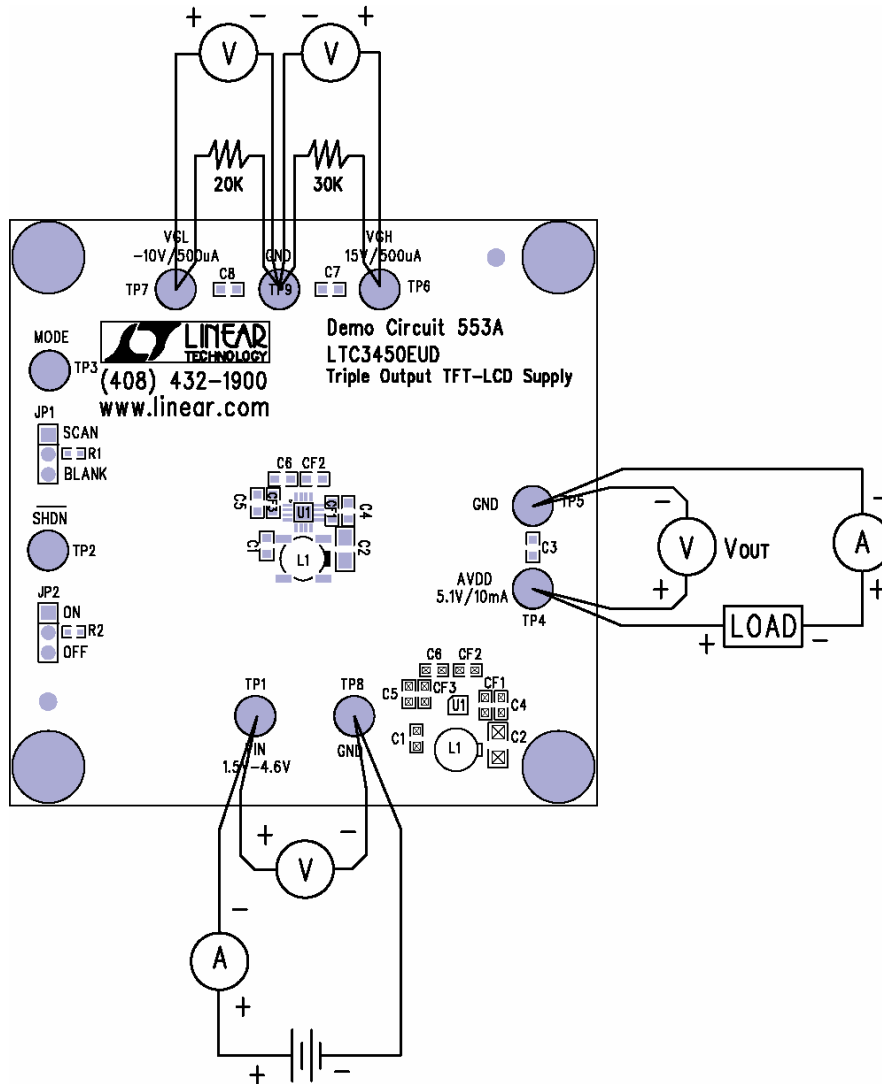 + - - +
V V
20K 30K
VGL GND VGH
-10V/500uA 15V/500uA
C8 C7
TP7 TP9 TP6
LINEAR
TECHNOLOGY
(408) 432-1900
www.linear.com
Demo Circuit 553A
LTC3450EUD
Triple Output TFT-LCD Supply
MODE
TP3
JP1
SCAN
R1
BLANK
SHDN
TP2
JP2
ON
R2
OFF
C6 CF2
C5 CF3 U1 CF1 C4
C1 L1 C2
GND TP5
C3
AVDD
5.1V/10mA
TP4
- V +
VOUT
- A +
+ LOAD -
TP1 TP8
VIN GND
1.5V-4.6V
C6 CF2
C5 CF3 U1 CF1 C4
C1 L1 C2
+ V -
-
A
+
+ -